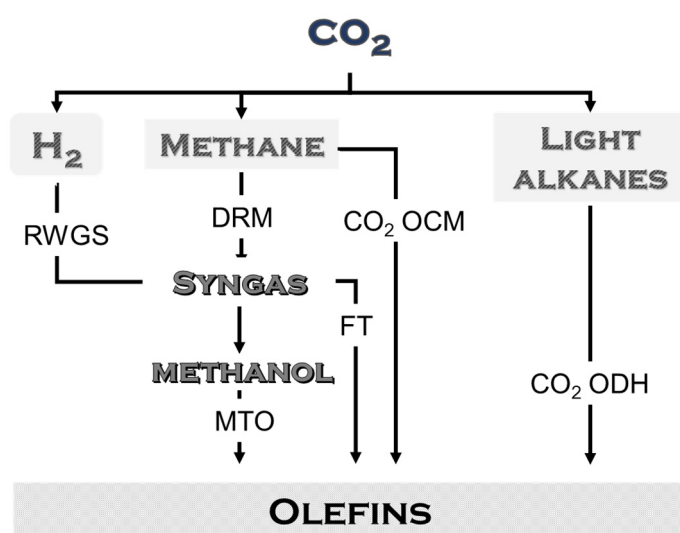 CO₂
H₂
METHANE
LIGHT
ALKANES
DRM
CO₂ OCM
RWGS
SYNGAS
FT
METHANOL
CO₂ ODH
MTO
OLEFINS